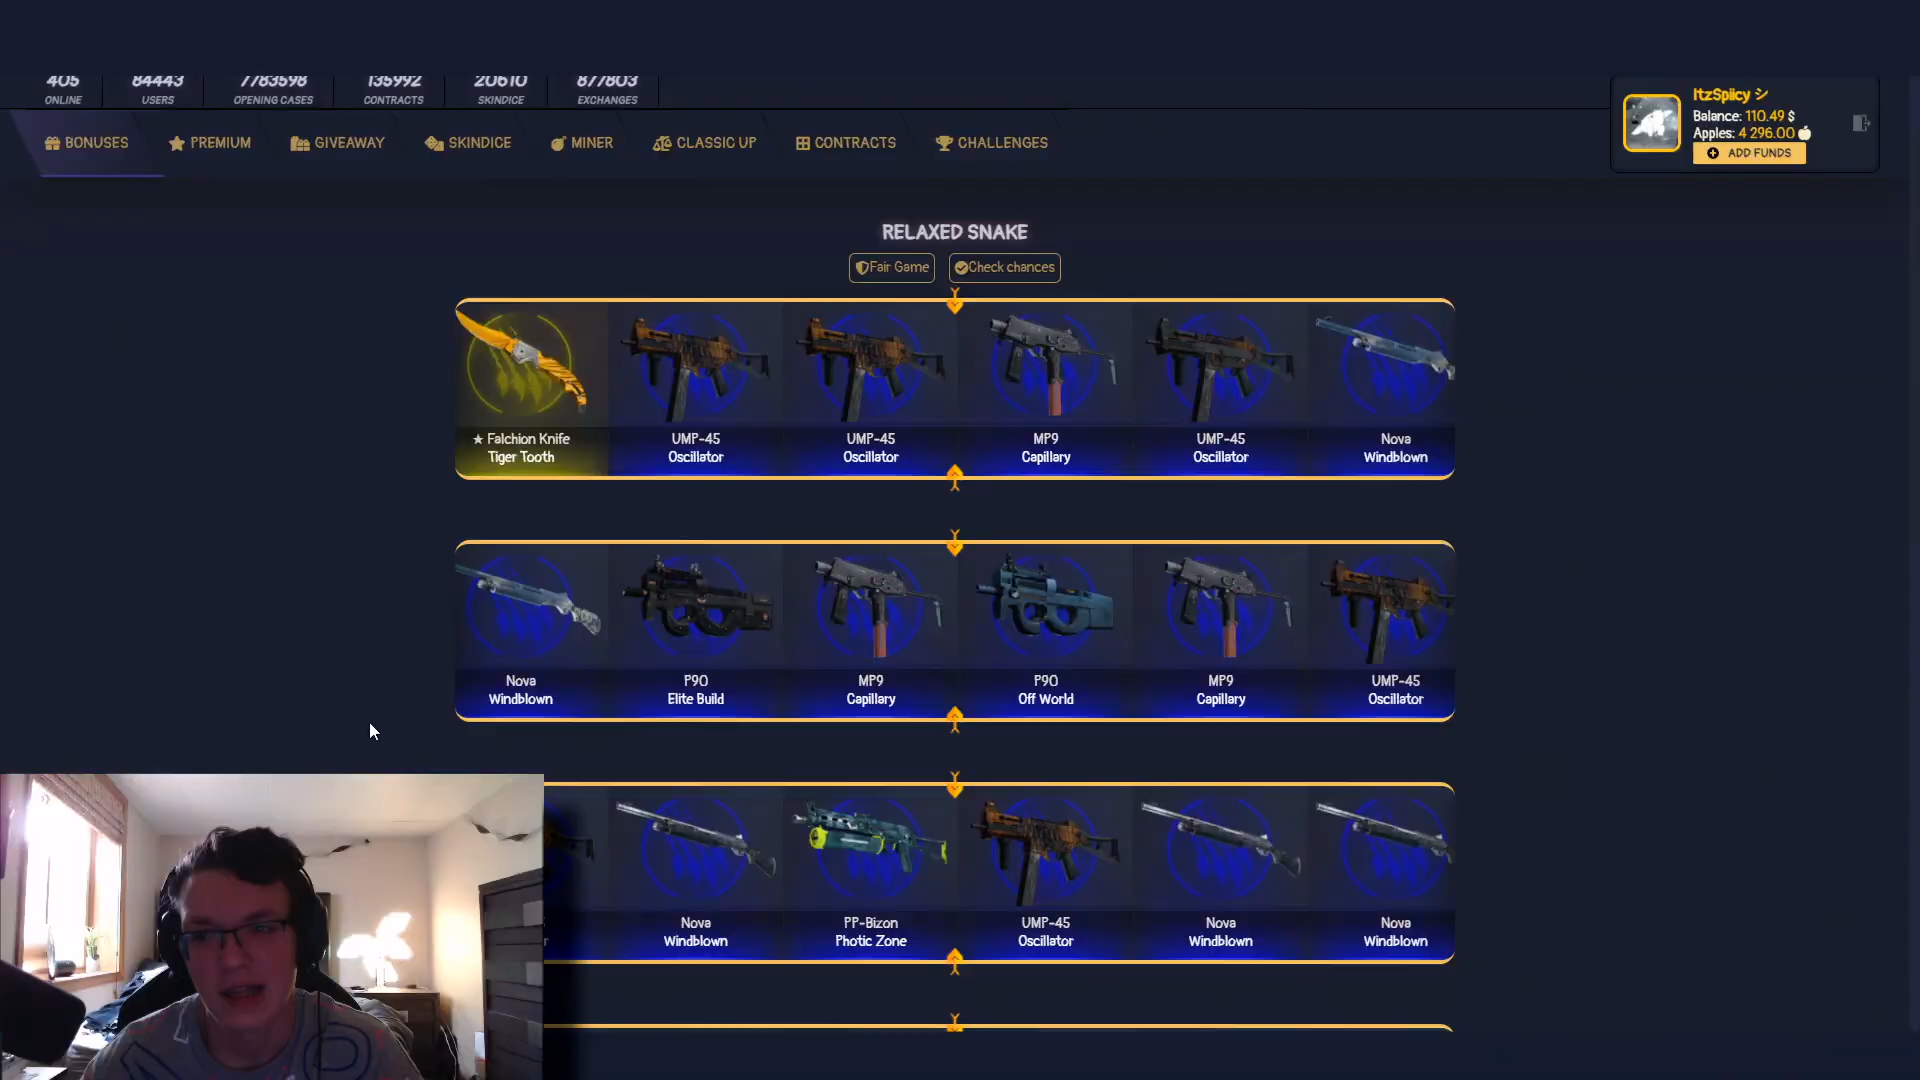 405
ONLINE
84443
USERS
7783598
OPENING CASES
135992
CONTRACTS
20610
SKINDICE
877803
EXCHANGES
ItzSpiicy シ
Balance: 110.49 $
Apples: 4 296.00
ADD FUNDS
BONUSES
PREMIUM
GIVEAWAY
SKINDICE
MINER
CLASSIC UP
CONTRACTS
CHALLENGES
RELAXED SNAKE
Fair Game
Check chances
★ Falchion Knife
Tiger Tooth
UMP-45
Oscillator
UMP-45
Oscillator
MP9
Capillary
UMP-45
Oscillator
Nova
Windblown
Nova
Windblown
P90
Elite Build
MP9
Capillary
P90
Off World
MP9
Capillary
UMP-45
Oscillator
Nova
Windblown
PP-Bizon
Photic Zone
UMP-45
Oscillator
Nova
Windblown
Nova
Windblown